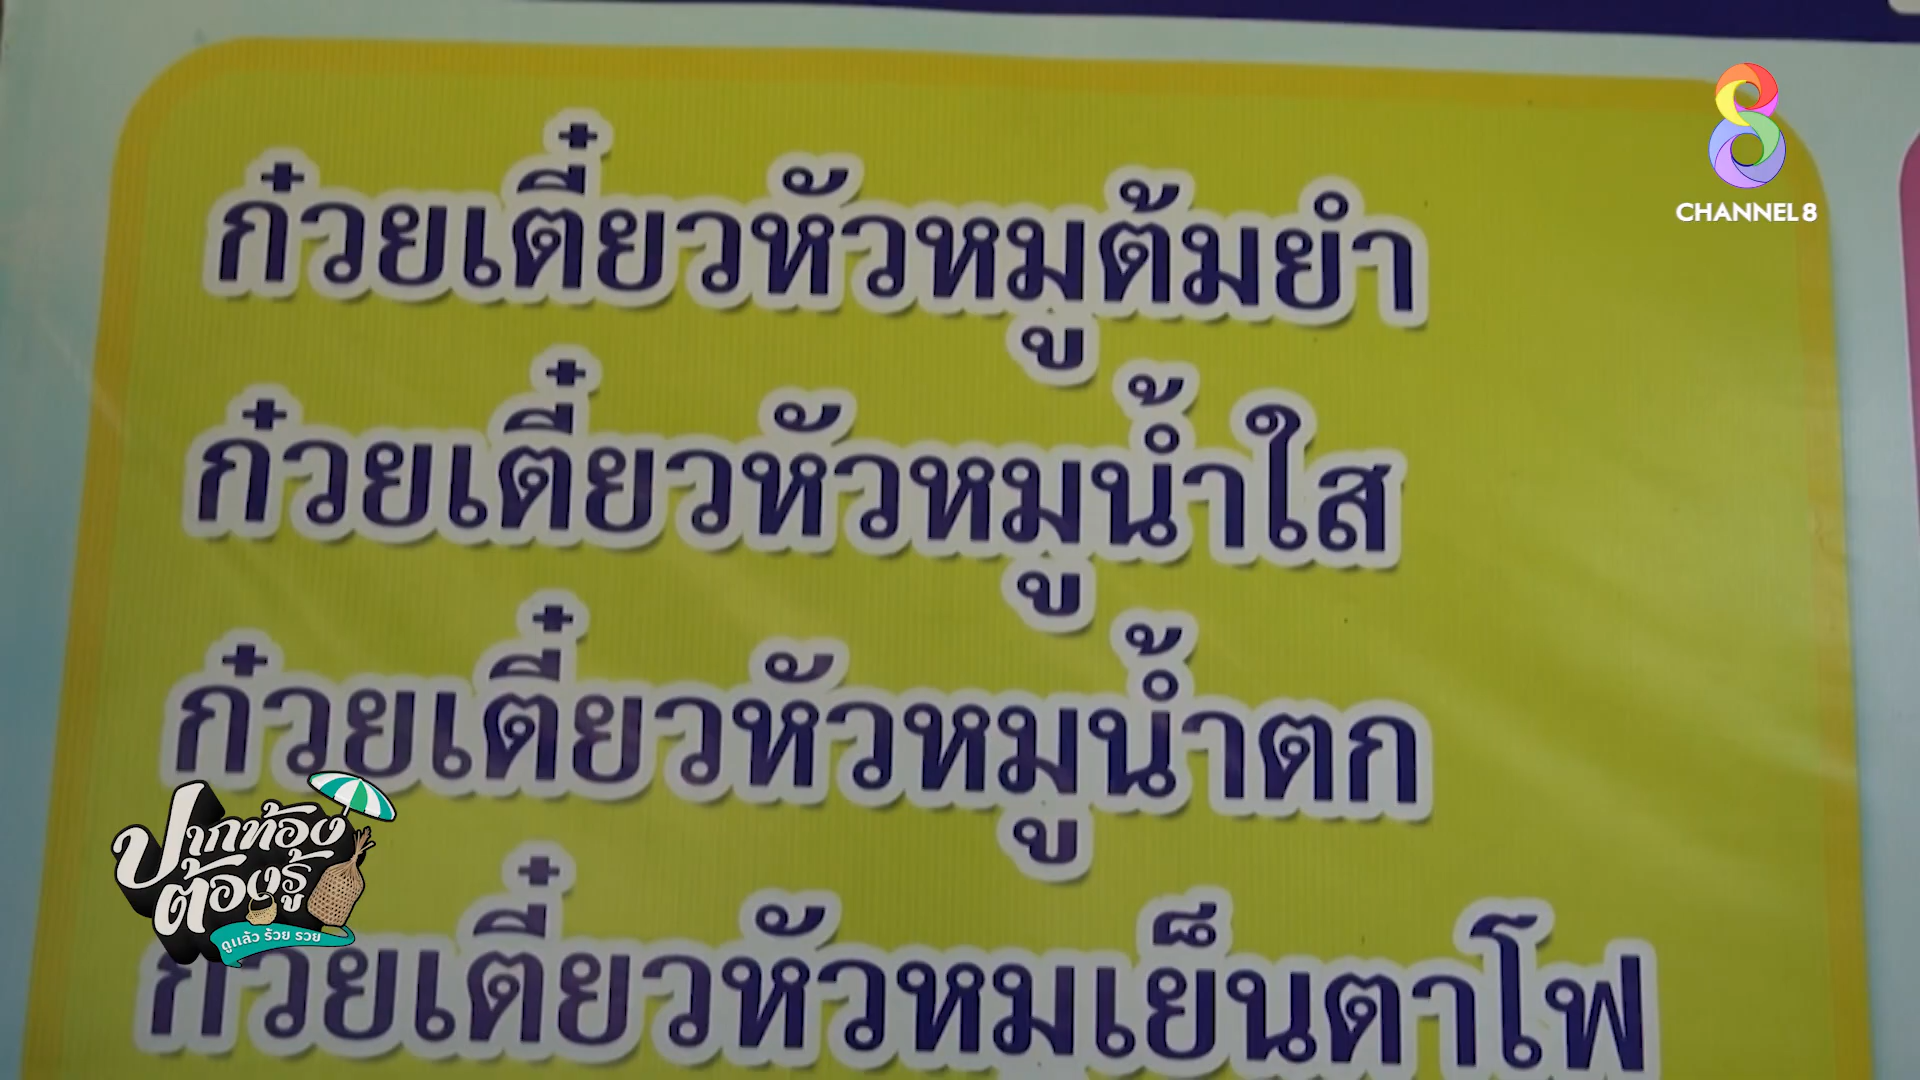 CHANNEL 8
ก๋วยเตี๋ยวหัวหมูต้มยำ
ก๋วยเตี๋ยวหัวหมูน้ำใส
ก๋วยเตี๋ยวหัวหมูน้ำตก
ก๋วยเตี๋ยวหัวหมูเย็นตาโฟ
ปากท้อง
ต้องรู้
ดูแล้ว ร้วย รวย